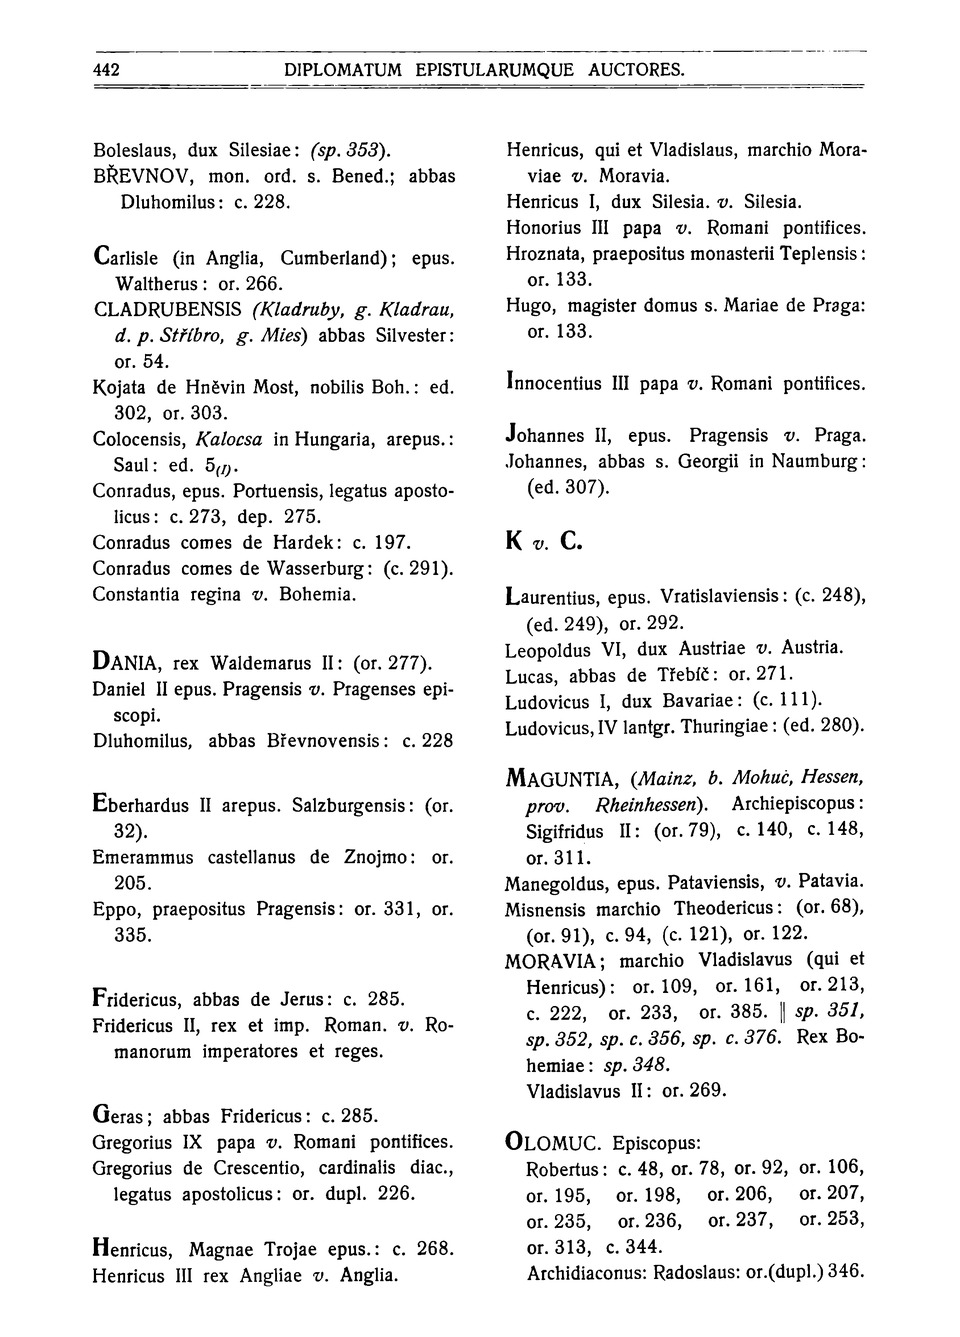 442 DIPLOMATUM EPISTULARUMQUE AUCTORES.
Boleslaus, dux Silesiae: (sp. 353).
BŘEVNOV, mon. ord. s. Bened.; abbas
Dluhomilus: c. 228.
Carlisle (in Anglia, Cumberland); epus.
Waltherus: or. 266.
CLADRUBENSIS (Kladruby, g. Kladrau,
d. p. Stříbro, g. Mies) abbas Silvester:
or. 54.
Kojata de Hněvin Most, nobilis Boh.: ed.
302, or. 303.
Colocensis, Kalocsa in Hungaria, arepus.:
Saul: ed. 5(I).
Conradus, epus. Portuensis, legatus aposto-
licus: c. 273, dep. 275.
Conradus comes de Hardek: c. 197.
Conradus comes de Wasserburg: (c. 291).
Constantia regina v. Bohemia.
DANIA, rex Waldemarus II: (or. 277).
Daniel II epus. Pragensis v. Pragenses epi-
scopi.
Dluhomilus, abbas Břevnovensis: c. 228
Eberhardus II arepus. Salzburgensis: (or.
32).
Emerammus castellanus de Znojmo: or.
205.
Eppo, praepositus Pragensis: or. 331, or.
335.
Fridericus, abbas de Jerus: c. 285.
Fridericus II, rex et imp. Roman. v. Ro-
manorum imperatores et reges.
Geras; abbas Fridericus: c. 285.
Gregorius IX papa v. Romani pontifices.
Gregorius de Crescentio, cardinalis diac.,
legatus apostolicus: or. dupl. 226.
Henricus, Magnae Trojae epus.: c. 268.
Henricus III rex Angliae v. Anglia.
Henricus, qui et Vladislaus, marchio Mora-
viae v. Moravia.
Henricus I, dux Silesia. v. Silesia.
Honorius III papa v. Romani pontifices.
Hroznata, praepositus monasterii Teplensis:
or. 133.
Hugo, magister domus s. Mariae de Praga:
or. 133.
Innocentius III papa v. Romani pontifices.
Johannes II, epus. Pragensis v. Praga.
Johannes, abbas s. Georgii in Naumburg:
(ed. 307).
K v. C.
Laurentius, epus. Vratislaviensis: (c. 248),
(ed. 249), or. 292.
Leopoldus VI, dux Austriae v. Austria.
Lucas, abbas de Třebíč: or. 271.
Ludovicus I, dux Bavariae: (c. 111).
Ludovicus, IV lantgr. Thuringiae: (ed. 280).
MAGUNTIA, (Mainz, b. Mohuč, Hessen,
prov. Rheinhessen). Archiepiscopus:
Sigifridus II: (or. 79), c. 140, c. 148,
or. 311.
Manegoldus, epus. Pataviensis, v. Patavia.
Misnensis marchio Theodericus: (or. 68),
(or. 91), c. 94, (c. 121), or. 122.
MORAVIA; marchio Vladislavus (qui et
Henricus): or. 109, or. 161, or. 213,
c. 222, or. 233, or. 385. ‖ sp. 351,
sp. 352, sp. c. 356, sp. c. 376. Rex Bo-
hemiae: sp. 348.
Vladislavus II: or. 269.
OLOMUC. Episcopus:
Robertus: c. 48, or. 78, or. 92, or. 106,
or. 195, or. 198, or. 206, or. 207,
or. 235, or. 236, or. 237, or. 253,
or. 313, c. 344.
Archidiaconus: Radoslaus: or.(dupl.) 346.